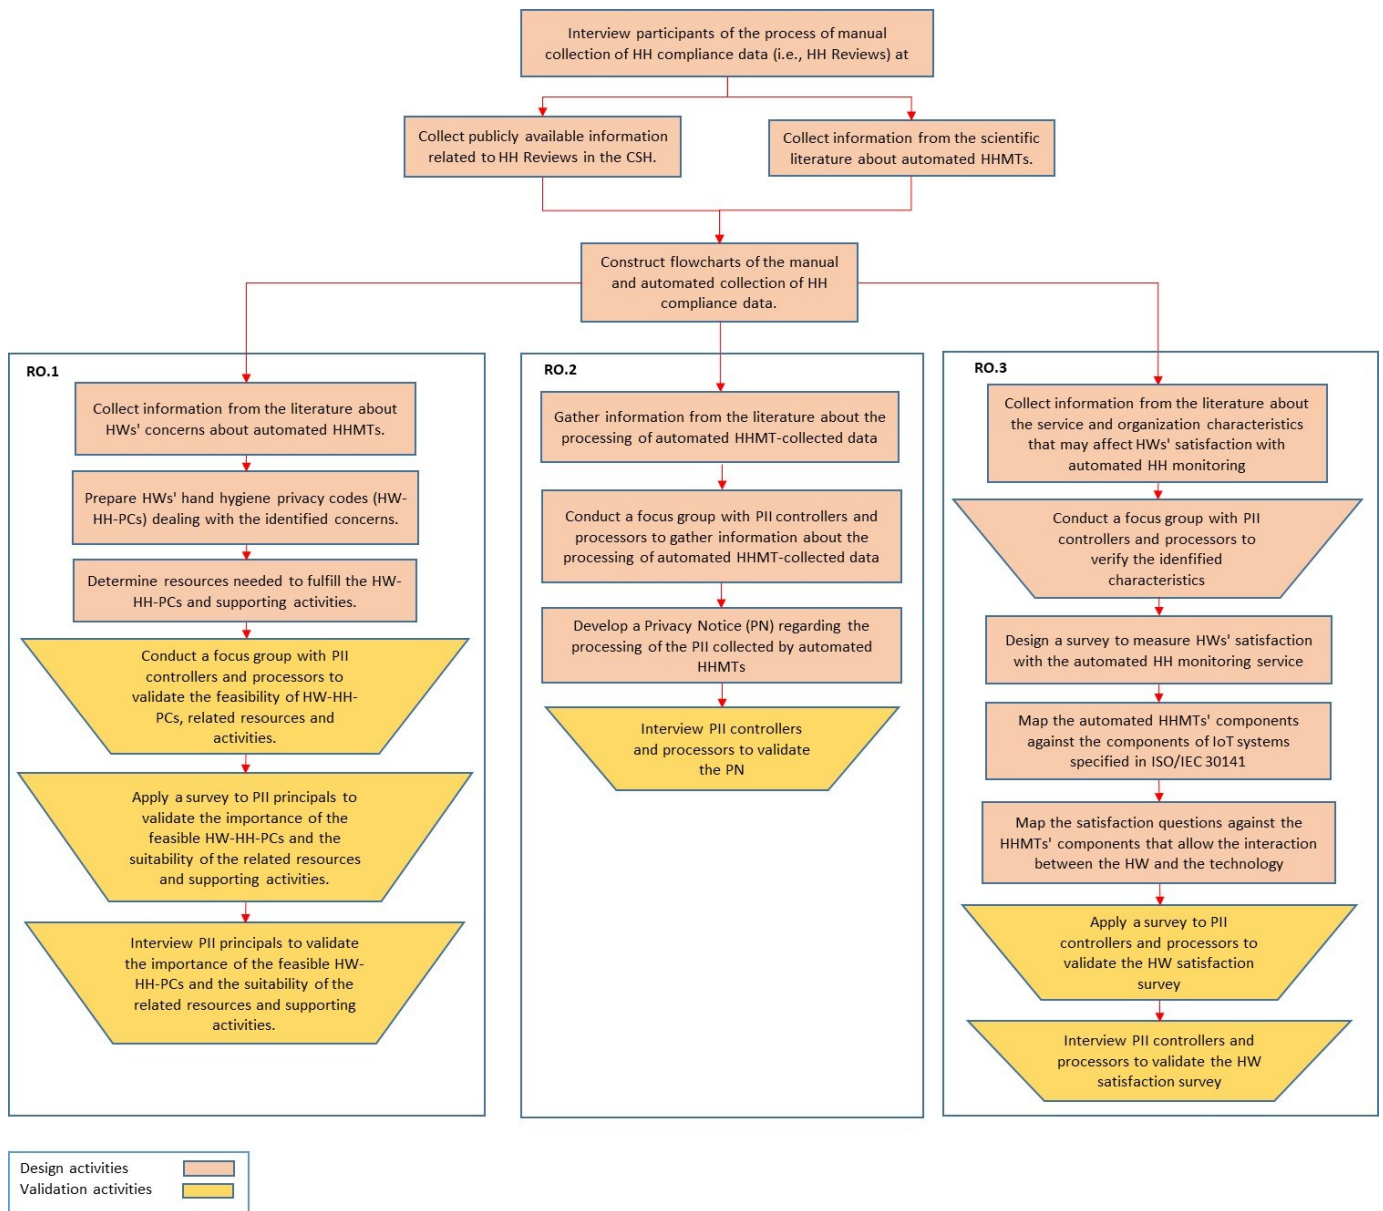 Interview participants of the process of manual
collection of HH compliance data (i.e., HH Reviews) at
Collect publicly available information
related to HH Reviews in the CSH.
Collect information from the scientific
literature about automated HHMTs.
Construct flowcharts of the manual
and automated collection of HH
compliance data.
RO.1
Collect information from the literature about
HWs' concerns about automated HHMTs.
Prepare HWs' hand hygiene privacy codes (HW-
HH-PCs) dealing with the identified concerns.
Determine resources needed to fulfill the HW-
HH-PCs and supporting activities.
Conduct a focus group with PII
controllers and processors to
validate the feasibility of HW-HH-
PCs, related resources and
activities.
Apply a survey to PII principals to
validate the importance of the
feasible HW-HH-PCs and the
suitability of the related resources
and supporting activities.
Interview PII principals to validate
the importance of the feasible HW-
HH-PCs and the suitability of the
related resources and supporting
activities.
RO.2
Gather information from the literature about the
processing of automated HHMT-collected data
Conduct a focus group with PII controllers and
processors to gather information about the
processing of automated HHMT-collected data
Develop a Privacy Notice (PN) regarding the
processing of the PII collected by automated
HHMTs
Interview PII controllers
and processors to validate
the PN
RO.3
Collect information from the literature about
the service and organization characteristics
that may affect HWs' satisfaction with
automated HH monitoring
Conduct a focus group with PII
controllers and processors to
verify the idenfified
characteristics
Design a survey to measure HWs' satisfaction
with the automated HH monitoring service
Map the automated HHMTs' components
against the components of IoT systems
specified in ISO/IEC 30141
Map the satisfaction questions against the
HHMTs' components that allow the interaction
between the HW and the technology
Apply a survey to PII
controllers and processors to
validate the HW satisfaction
survey
Interview PII controllers and
processors to validate the HW
satisfaction survey
Design activities
Validation activities